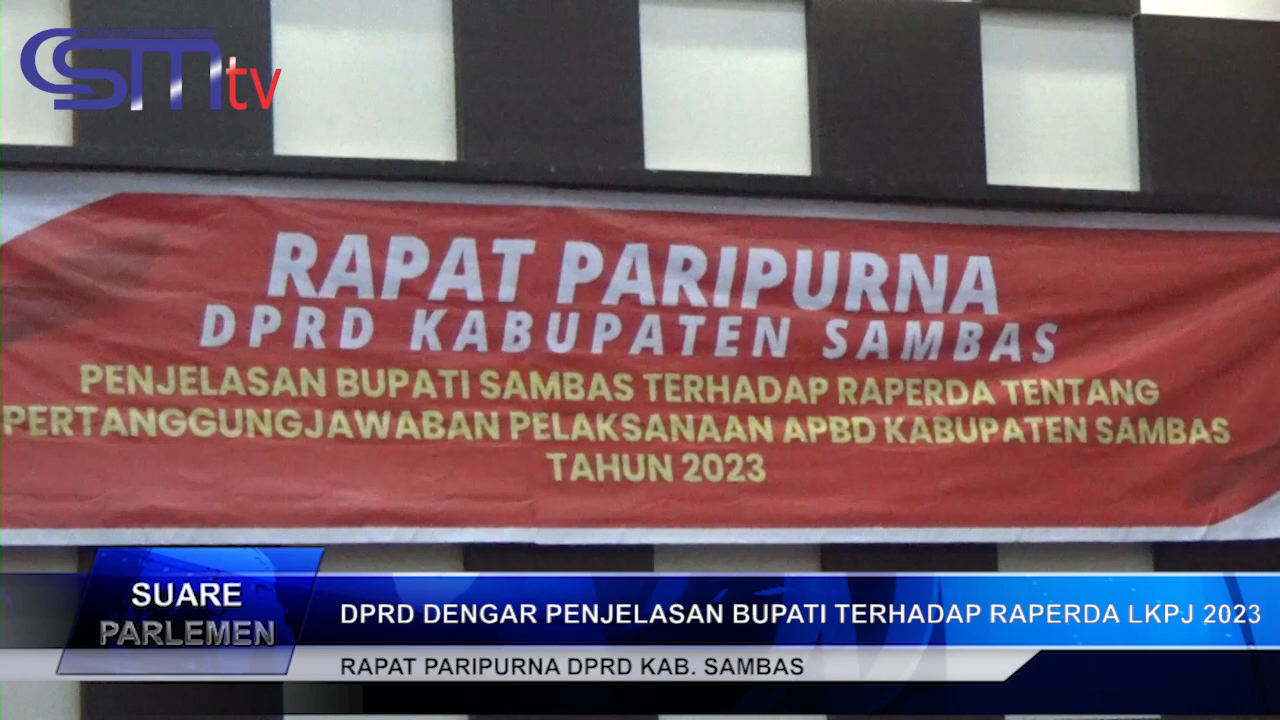 CSMtv
RAPAT PARIPURNA
DPRD KABUPATEN SAMBAS
PENJELASAN BUPATI SAMBAS TERHADAP RAPERDA TENTANG
PERTANGGUNGJAWABAN PELAKSANAAN APBD KABUPATEN SAMBAS
TAHUN 2023
SUARE
PARLEMEN
DPRD DENGAR PENJELASAN BUPATI TERHADAP RAPERDA LKPJ 2023
RAPAT PARIPURNA DPRD KAB. SAMBAS